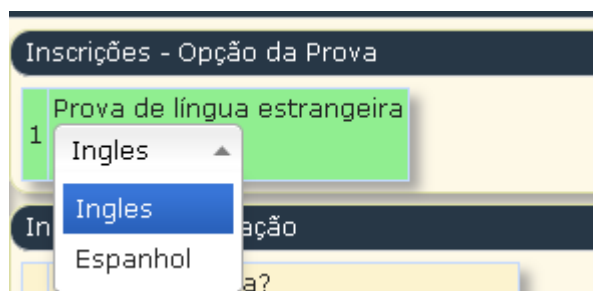 Inscrições - Opção da Prova
Prova de língua estrangeira
1
Ingles
Ingles
In ação
Espanhol
a?